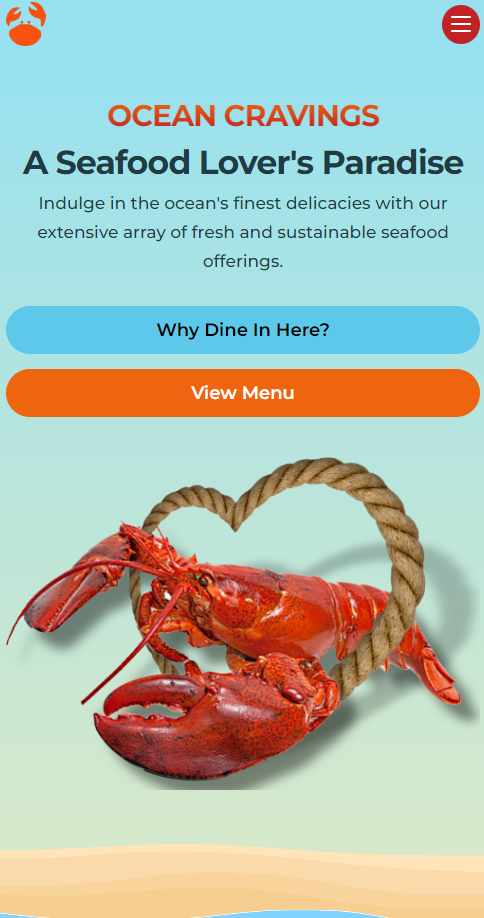 OCEAN CRAVINGS
A Seafood Lover's Paradise
Indulge in the ocean's finest delicacies with our
extensive array of fresh and sustainable seafood
offerings.
Why Dine In Here?
View Menu